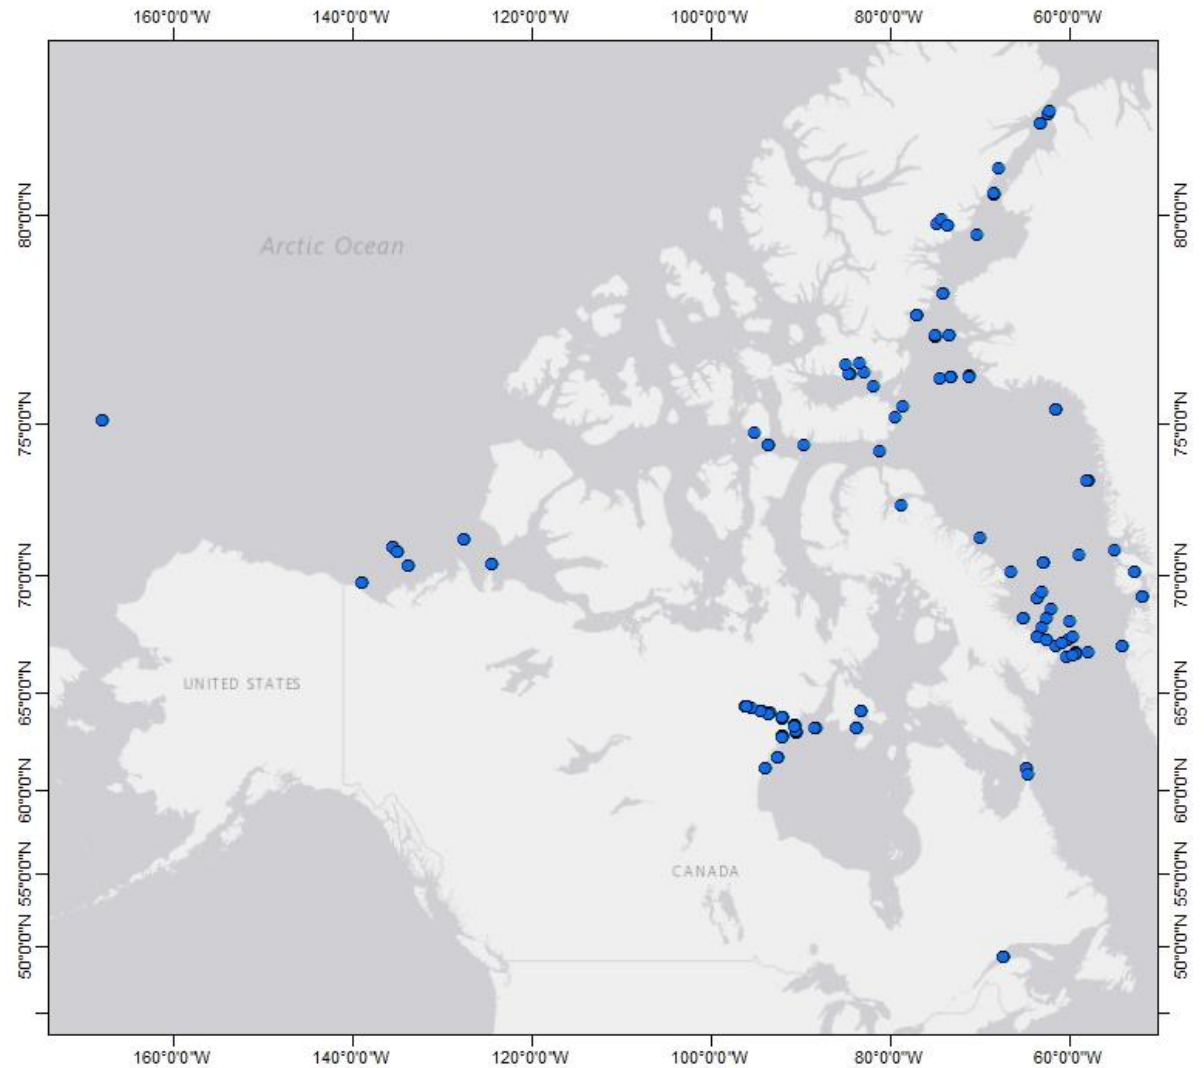 160°0'0"W 140°0'0"W 120°0'0"W 100°0'0"W 80°0'0"W 60°0'0"W
80°0'0"N 80°0'0"N
Arctic Ocean
75°0'0"N 75°0'0"N
70°0'0"N 70°0'0"N
UNITED STATES
65°0'0"N 65°0'0"N
60°0'0"N 60°0'0"N
CANADA
55°0'0"N 55°0'0"N
50°0'0"N 50°0'0"N
160°0'0"W 140°0'0"W 120°0'0"W 100°0'0"W 80°0'0"W 60°0'0"W